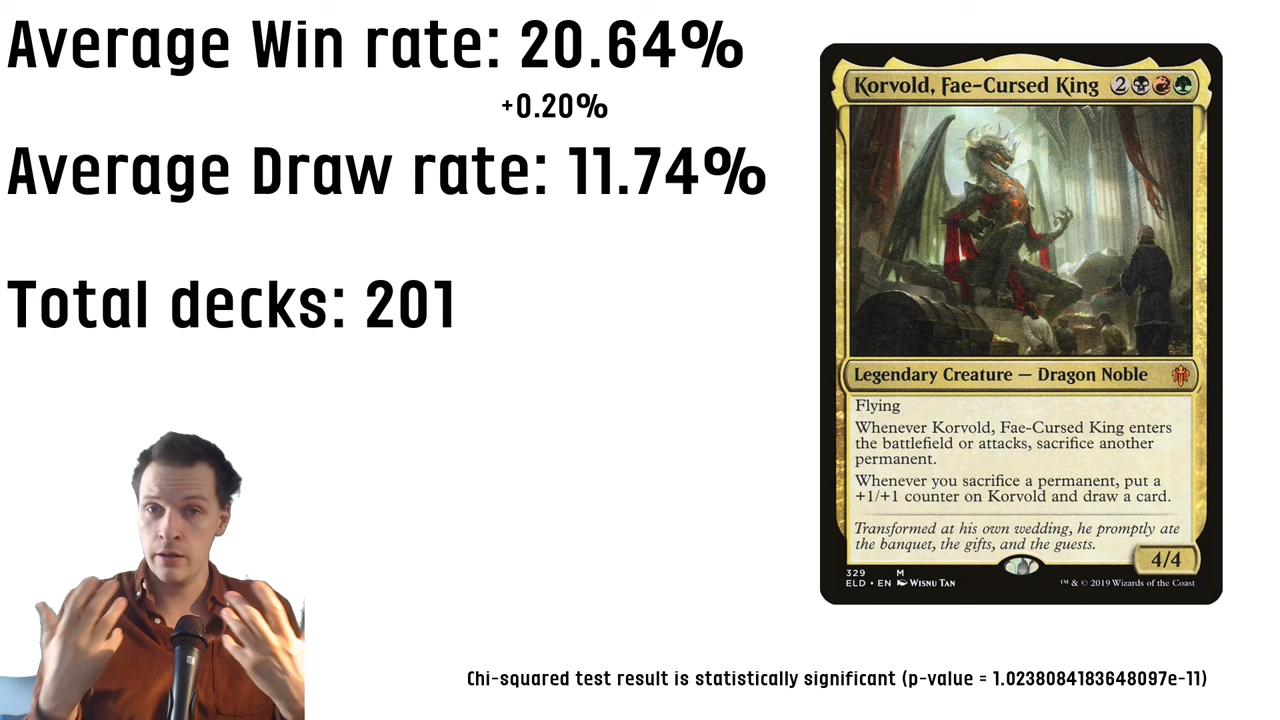 Average Win rate: 20.64%
+0.20%
Average Draw rate: 11.74%
Total decks: 201
Korvold, Fae-Cursed King 2
Legendary Creature — Dragon Noble
Flying
Whenever Korvold, Fae-Cursed King enters
the battlefield or attacks, sacrifice another
permanent.
Whenever you sacrifice a permanent, put a
+1/+1 counter on Korvold and draw a card.
Transformed at his own wedding, he promptly ate
the banquet, the gifts, and the guests.
4/4
329 M
ELD • EN Wisnu Tan
™ & © 2019 Wizards of the Coast
Chi-squared test result is statistically significant (p-value = 1.0238084183648097e-11)